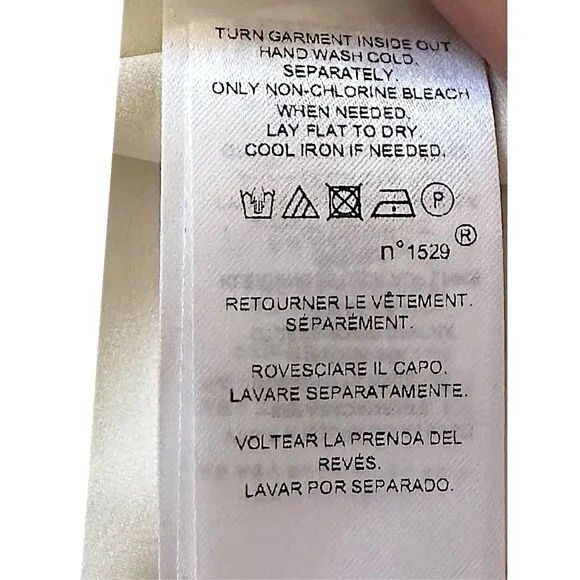 TURN GARMENT INSIDE OUT.
HAND WASH COLD.
SEPARATELY.
ONLY NON-CHLORINE BLEACH
WHEN NEEDED.
LAY FLAT TO DRY.
COOL IRON IF NEEDED.
P
n°1529 ®
RETOURNER LE VÊTEMENT.
SÉPARÉMENT.
ROVESCIARE IL CAPO.
LAVARE SEPARATAMENTE.
VOLTEAR LA PRENDA DEL
REVÉS.
LAVAR POR SEPARADO.